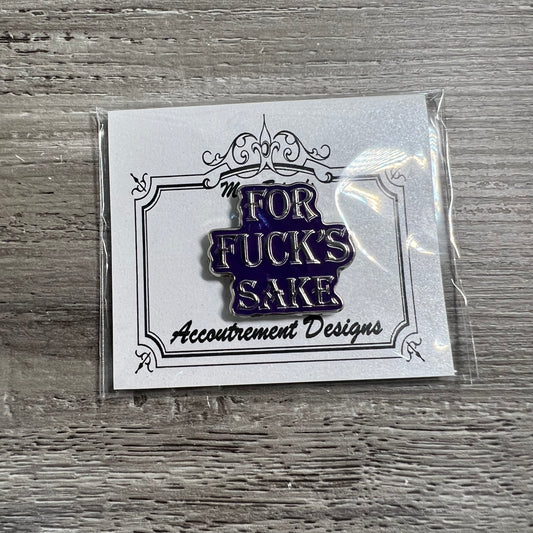 FOR
FUCK'S
SAKE
Accoutrement Designs